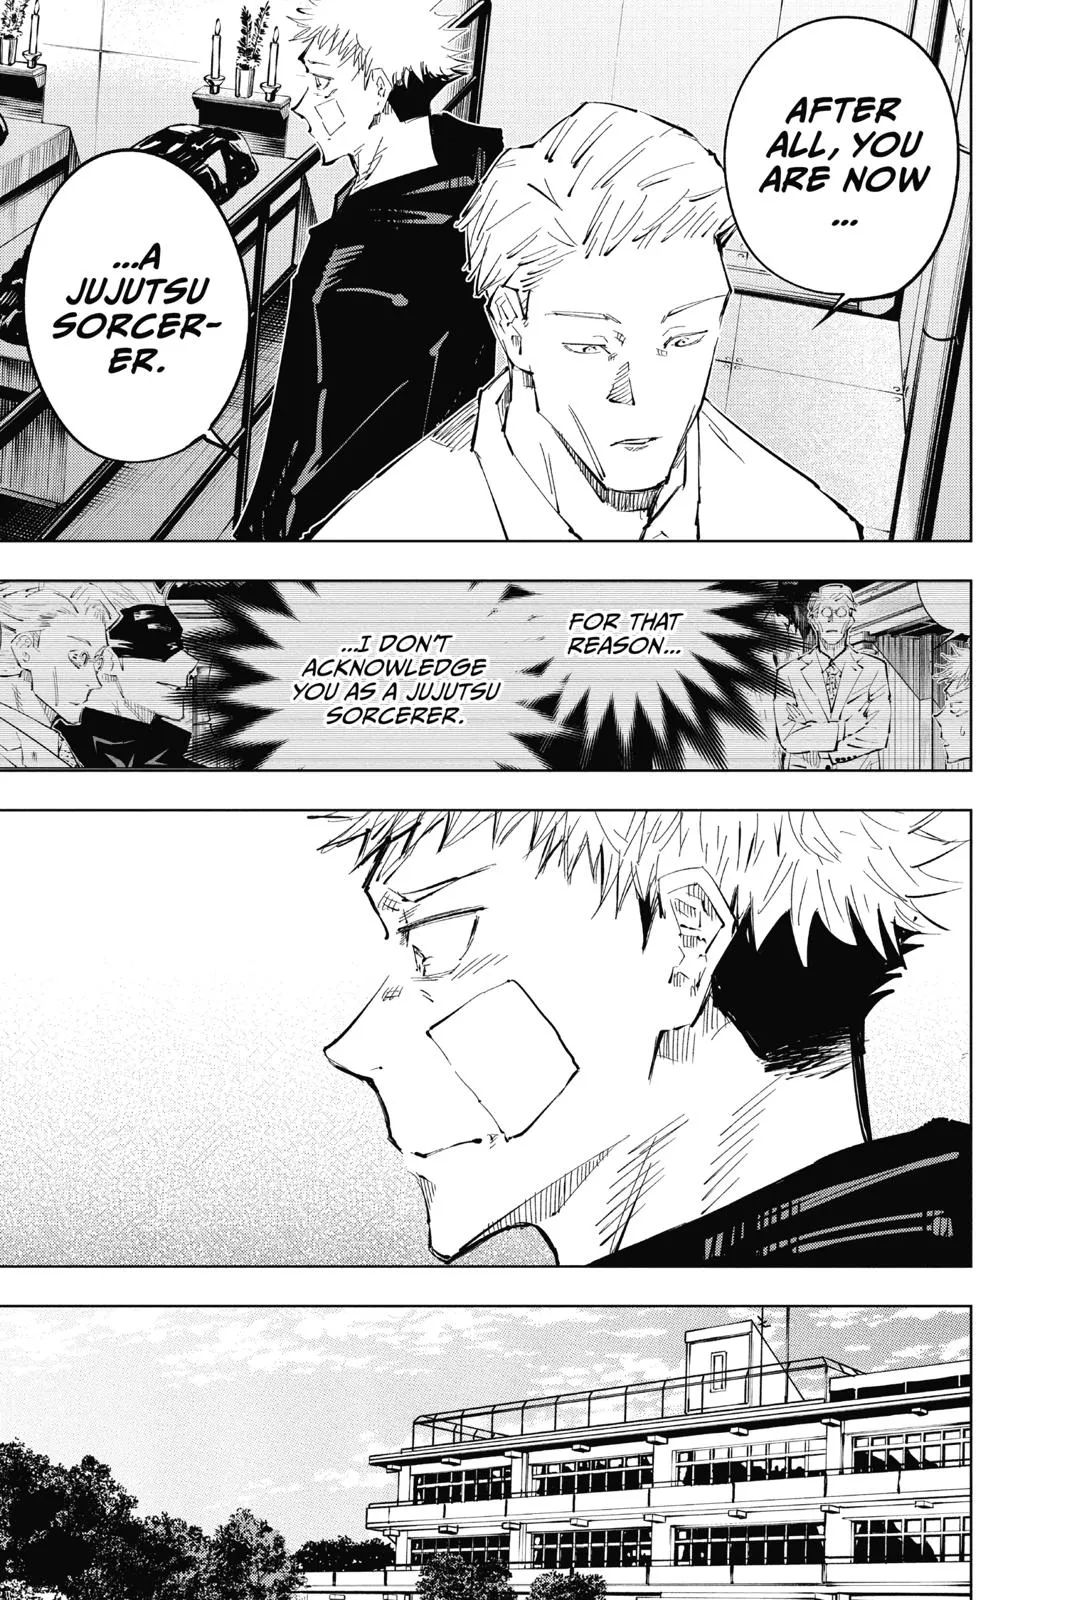 AFTER
ALL, YOU
ARE NOW
...
...A
JUJUTSU
SORCER-
ER.
FOR THAT
REASON...
...I DON'T
ACKNOWLEDGE
YOU AS A JUJUTSU
SORCERER.